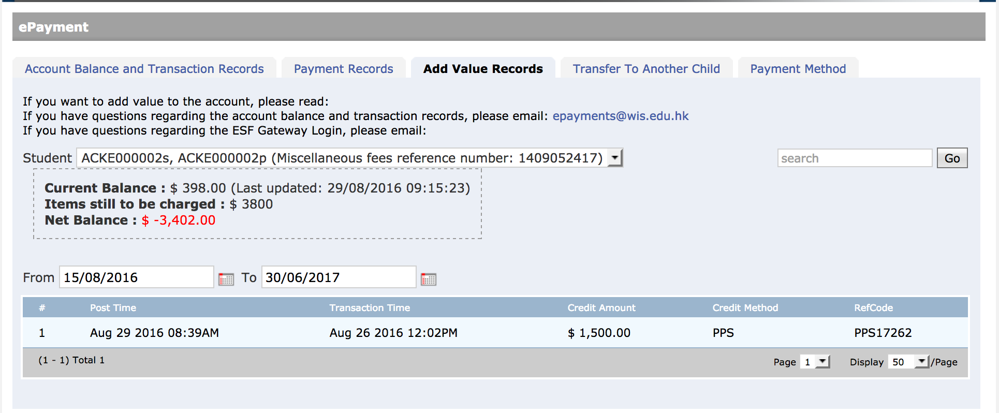 ePayment
Account Balance and Transaction Records Payment Records Add Value Records Transfer To Another Child Payment Method
If you want to add value to the account, please read:
If you have questions regarding the account balance and transaction records, please email: epayments@wis.edu.hk
If you have questions regarding the ESF Gateway Login, please email:
Student ACKE000002s, ACKE000002p (Miscellaneous fees reference number: 1409052417) search Go
Current Balance : $ 398.00 (Last updated: 29/08/2016 09:15:23)
Items still to be charged : $ 3800
Net Balance : $ -3,402.00
From 15/08/2016 To 30/06/2017
# Post Time Transaction Time Credit Amount Credit Method RefCode
1 Aug 29 2016 08:39AM Aug 26 2016 12:02PM $ 1,500.00 PPS PPS17262
(1 - 1) Total 1 Page 1 Display 50 /Page